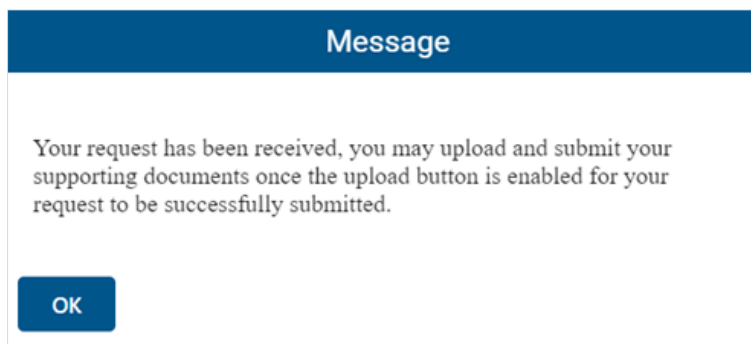 Message
Your request has been received, you may upload and submit your
supporting documents once the upload button is enabled for your
request to be successfully submitted.
OK